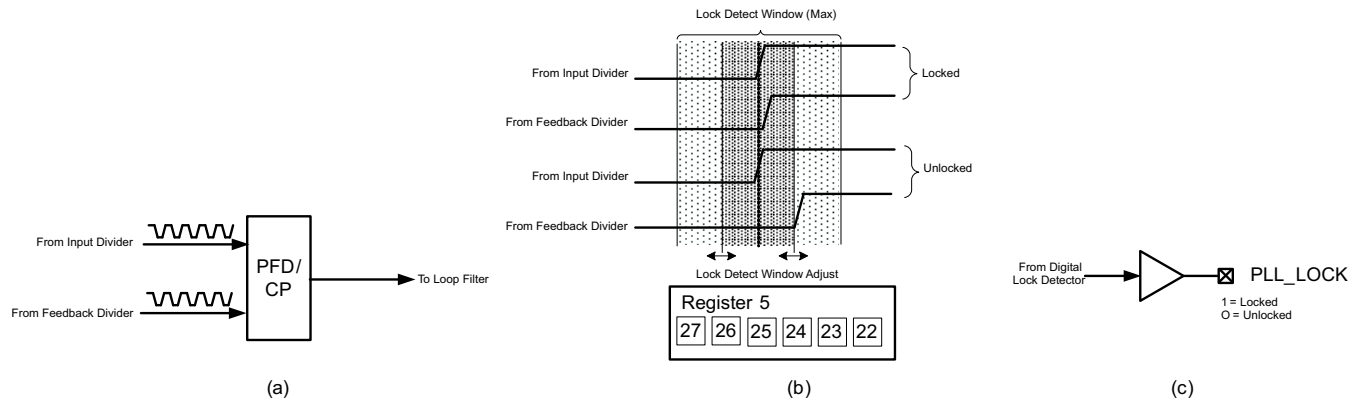 From Input Divider
From Feedback Divider
PFD/
CP
To Loop Filter
(a)
Lock Detect Window (Max)
From Input Divider
Locked
From Feedback Divider
From Input Divider
Unlocked
From Feedback Divider
Lock Detect Window Adjust
Register 5
27 26 25 24 23 22
(b)
From Digital
Lock Detector
PLL_LOCK
1 = Locked
O = Unlocked
(c)